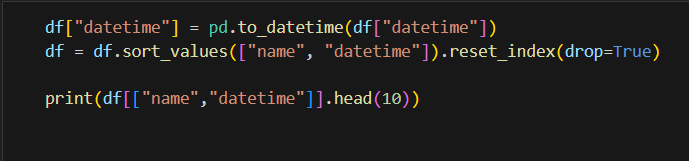 df["datetime"] = pd.to_datetime(df["datetime"])
df = df.sort_values(["name", "datetime"]).reset_index(drop=True)
print(df[["name","datetime"]].head(10))